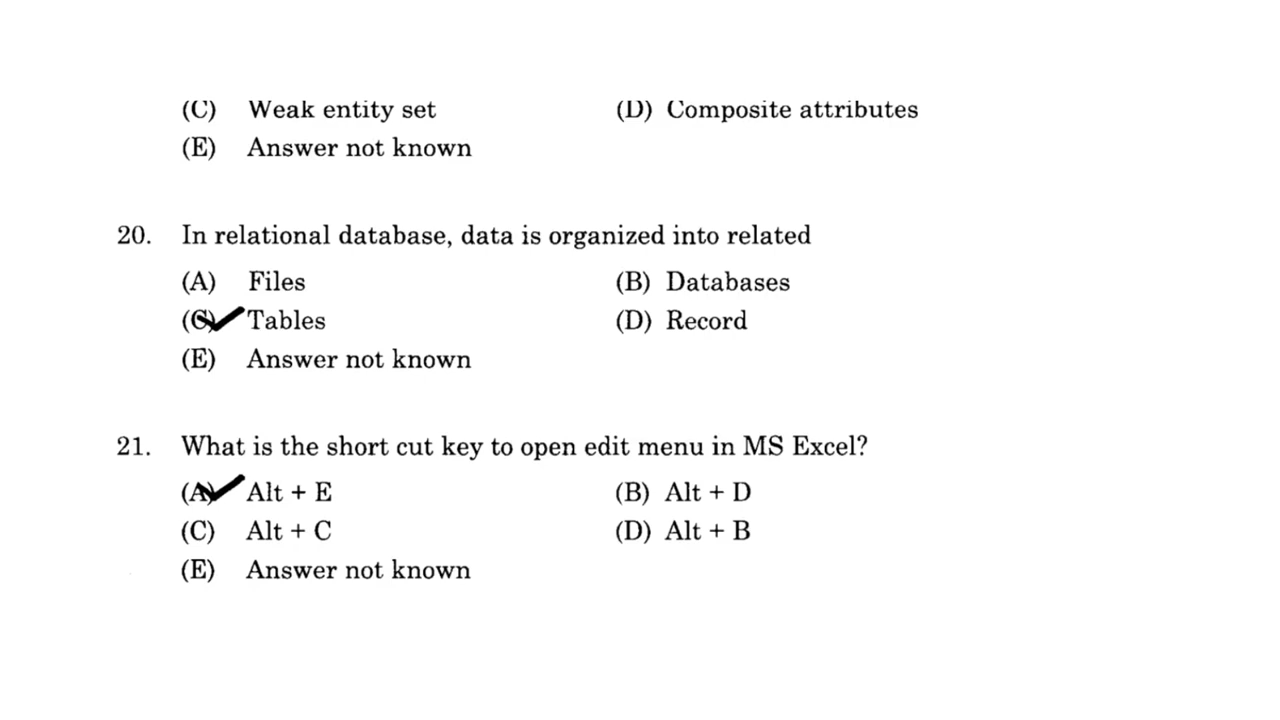 (C) Weak entity set (D) Composite attributes
(E) Answer not known
20. In relational database, data is organized into related
(A) Files (B) Databases
(C) Tables (D) Record
(E) Answer not known
21. What is the short cut key to open edit menu in MS Excel?
(A) Alt + E (B) Alt + D
(C) Alt + C (D) Alt + B
(E) Answer not known